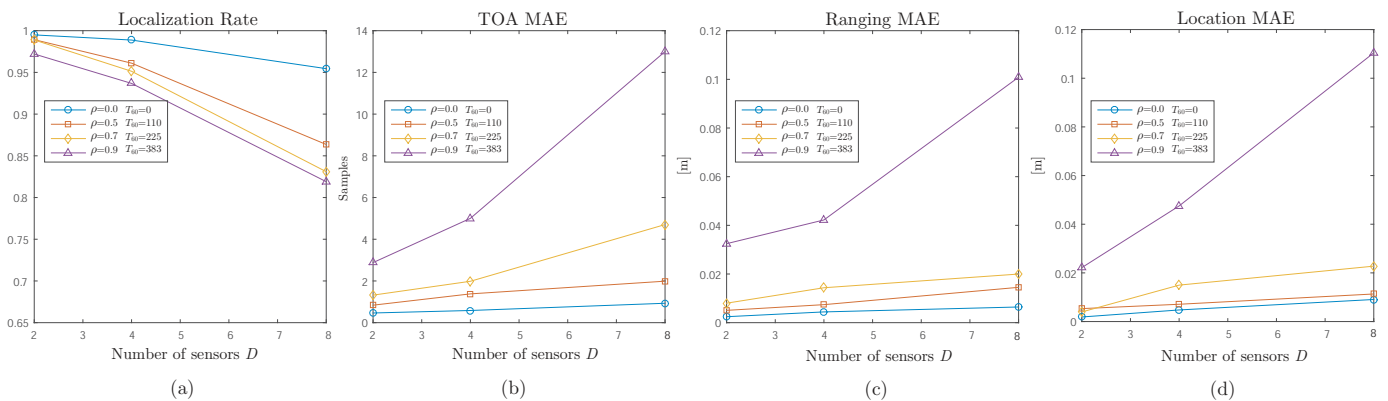 Localization Rate
1
0.95
0.9
0.85
0.8
0.75
0.7
0.65
2 3 4 5 6 7 8
ρ=0.0 T₆₀=0
ρ=0.5 T₆₀=110
ρ=0.7 T₆₀=225
ρ=0.9 T₆₀=383
Number of sensors D
(a)
TOA MAE
Samples
14
12
10
8
6
4
2
0
2 3 4 5 6 7 8
ρ=0.0 T₆₀=0
ρ=0.5 T₆₀=110
ρ=0.7 T₆₀=225
ρ=0.9 T₆₀=383
Number of sensors D
(b)
Ranging MAE
[m]
0.12
0.1
0.08
0.06
0.04
0.02
0
2 3 4 5 6 7 8
ρ=0.0 T₆₀=0
ρ=0.5 T₆₀=110
ρ=0.7 T₆₀=225
ρ=0.9 T₆₀=383
Number of sensors D
(c)
Location MAE
[m]
0.12
0.1
0.08
0.06
0.04
0.02
0
2 3 4 5 6 7 8
ρ=0.0 T₆₀=0
ρ=0.5 T₆₀=110
ρ=0.7 T₆₀=225
ρ=0.9 T₆₀=383
Number of sensors D
(d)